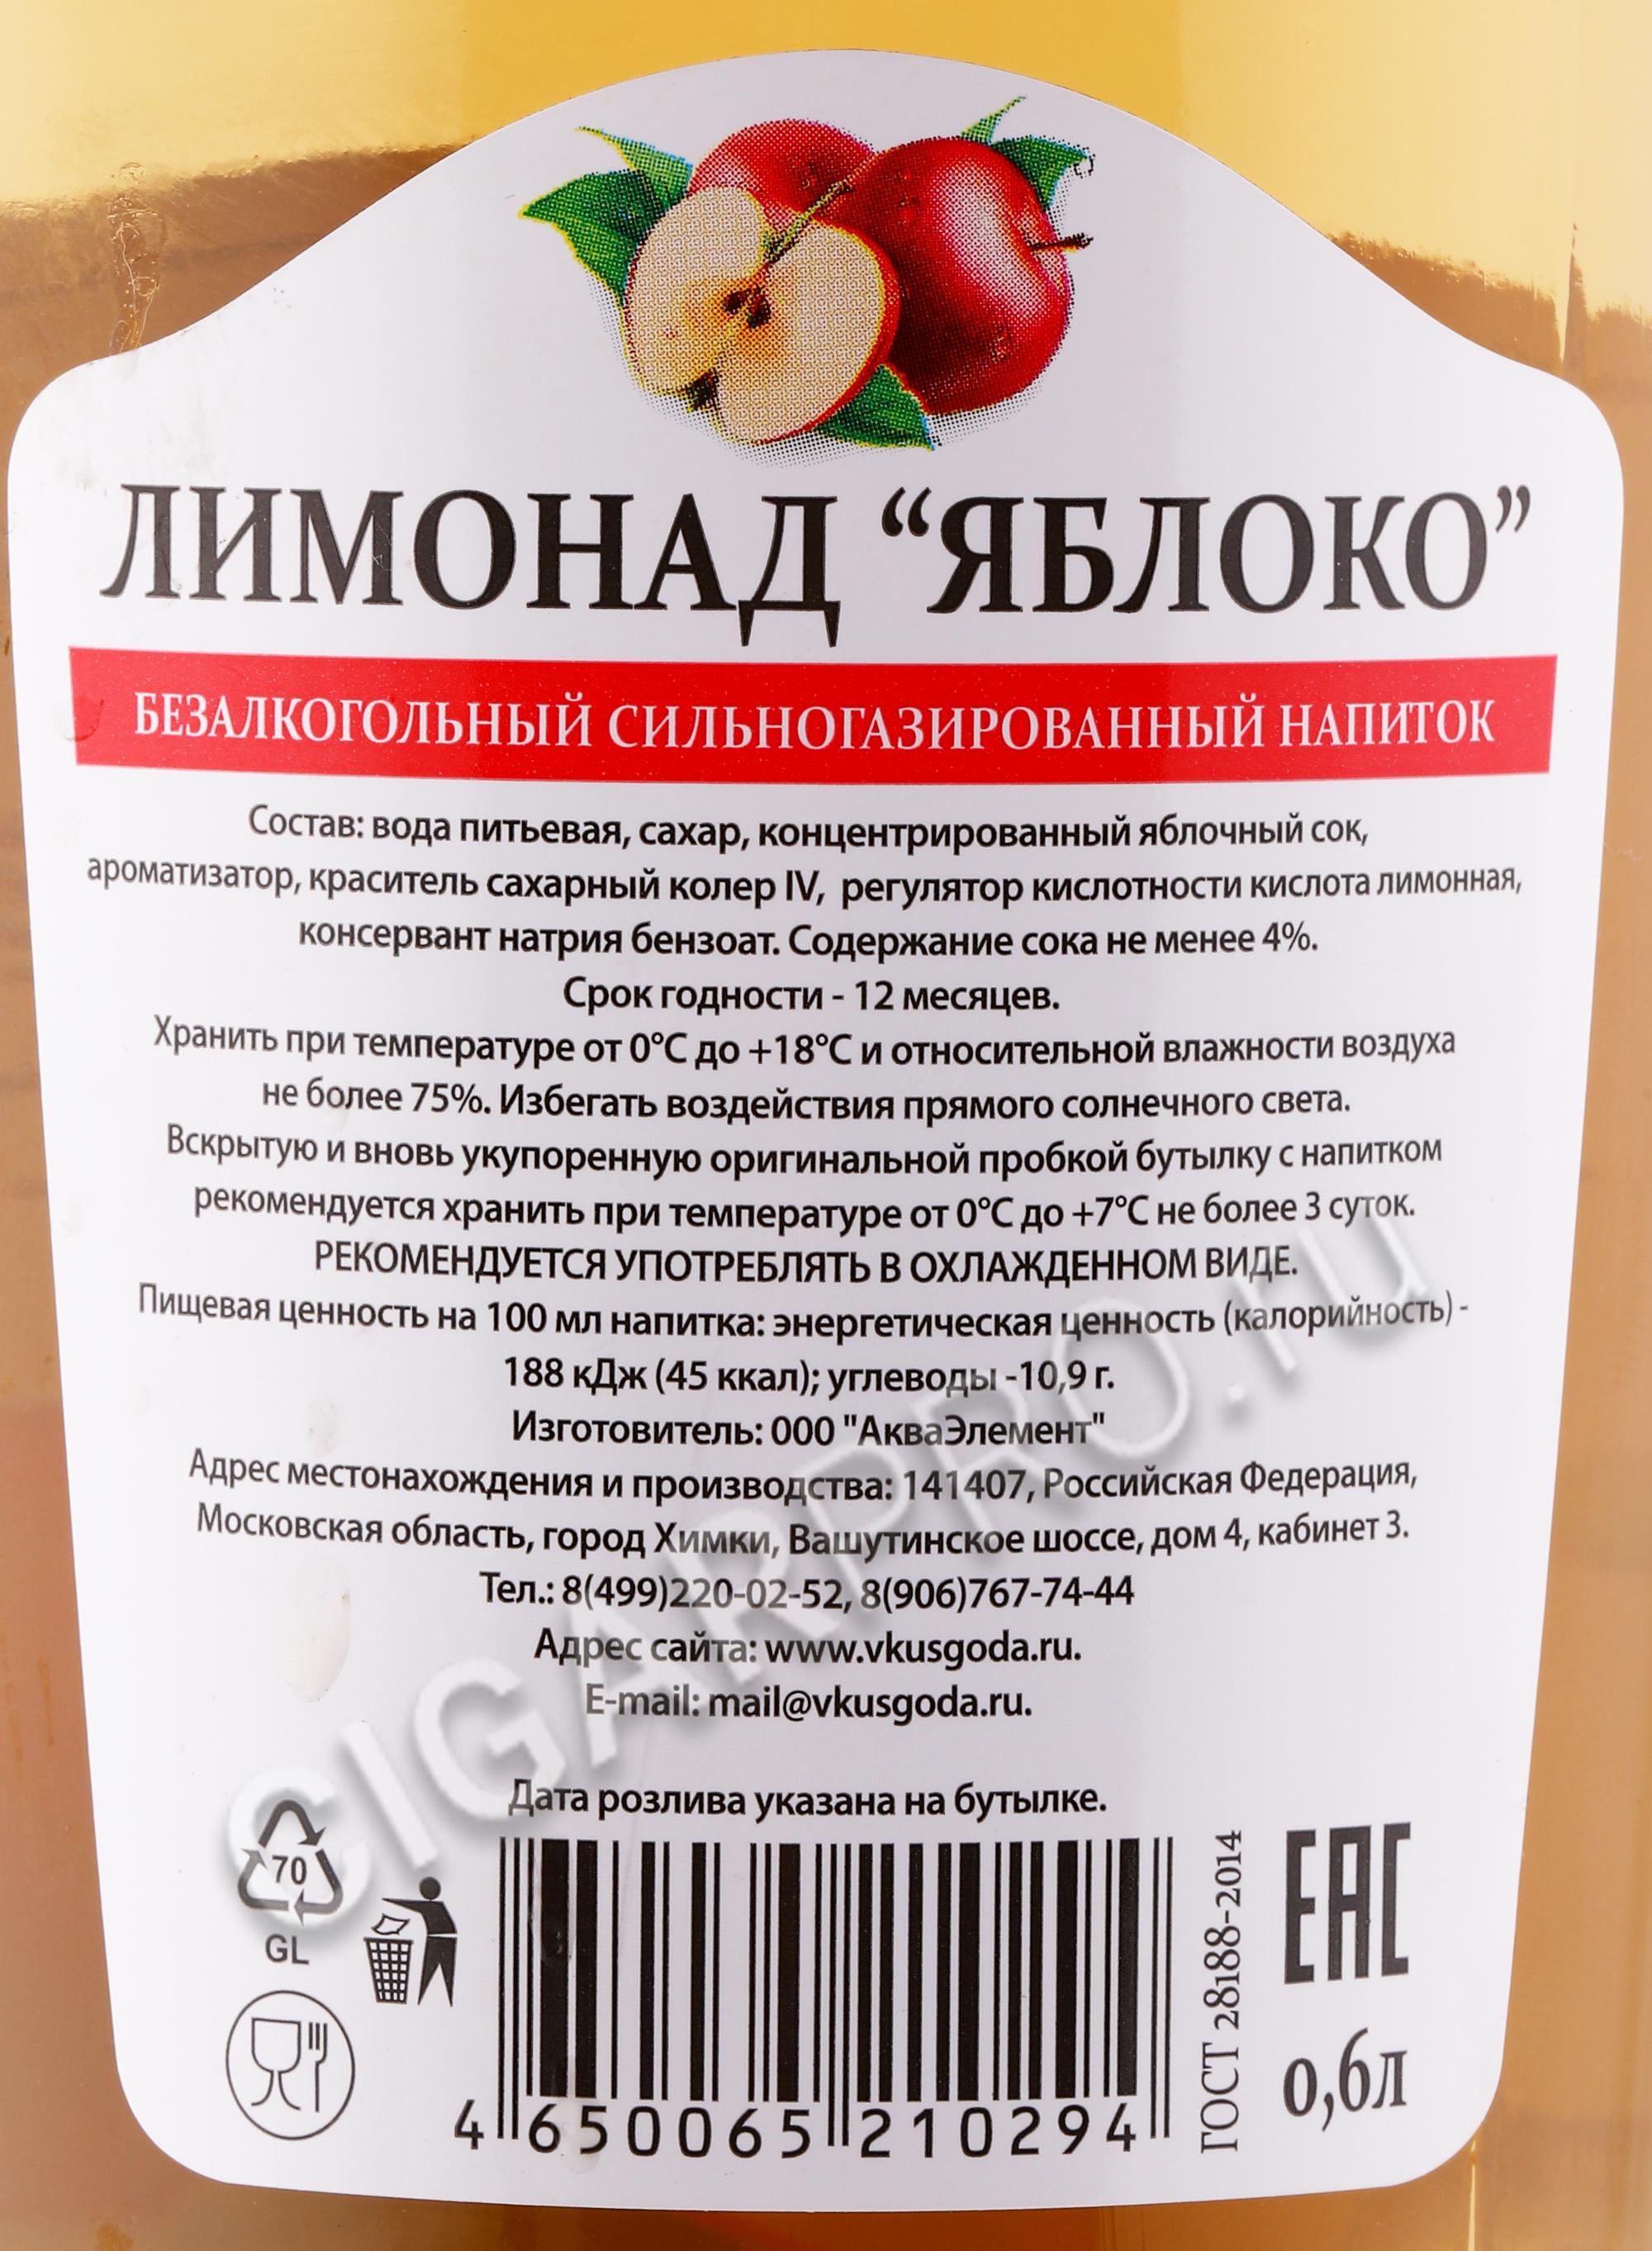 ЛИМОНАД “ЯБЛОКО”
БЕЗАЛКОГОЛЬНЫЙ СИЛЬНОГАЗИРОВАННЫЙ НАПИТОК
Состав: вода питьевая, сахар, концентрированный яблочный сок,
ароматизатор, краситель сахарный колер IV, регулятор кислотности кислота лимонная,
консервант натрия бензоат. Содержание сока не менее 4%.
Срок годности - 12 месяцев.
Хранить при температуре от 0°С до +18°С и относительной влажности воздуха
не более 75%. Избегать воздействия прямого солнечного света.
Вскрытую и вновь укупоренную оригинальной пробкой бутылку с напитком
рекомендуется хранить при температуре от 0°С до +7°С не более 3 суток.
РЕКОМЕНДУЕТСЯ УПОТРЕБЛЯТЬ В ОХЛАЖДЕННОМ ВИДЕ.
Пищевая ценность на 100 мл напитка: энергетическая ценность (калорийность) -
188 кДж (45 ккал); углеводы -10,9 г.
Изготовитель: ООО "АкваЭлемент"
Адрес местонахождения и производства: 141407, Российская Федерация,
Московская область, город Химки, Вашутинское шоссе, дом 4, кабинет 3.
Тел.: 8(499)220-02-52, 8(906)767-74-44
Адрес сайта: www.vkusgoda.ru.
E-mail: mail@vkusgoda.ru.
Дата розлива указана на бутылке.
70
GL
4 650065 210294
ГОСТ 28188-2014
ЕАС
0,6л
CIGARPRO.ru